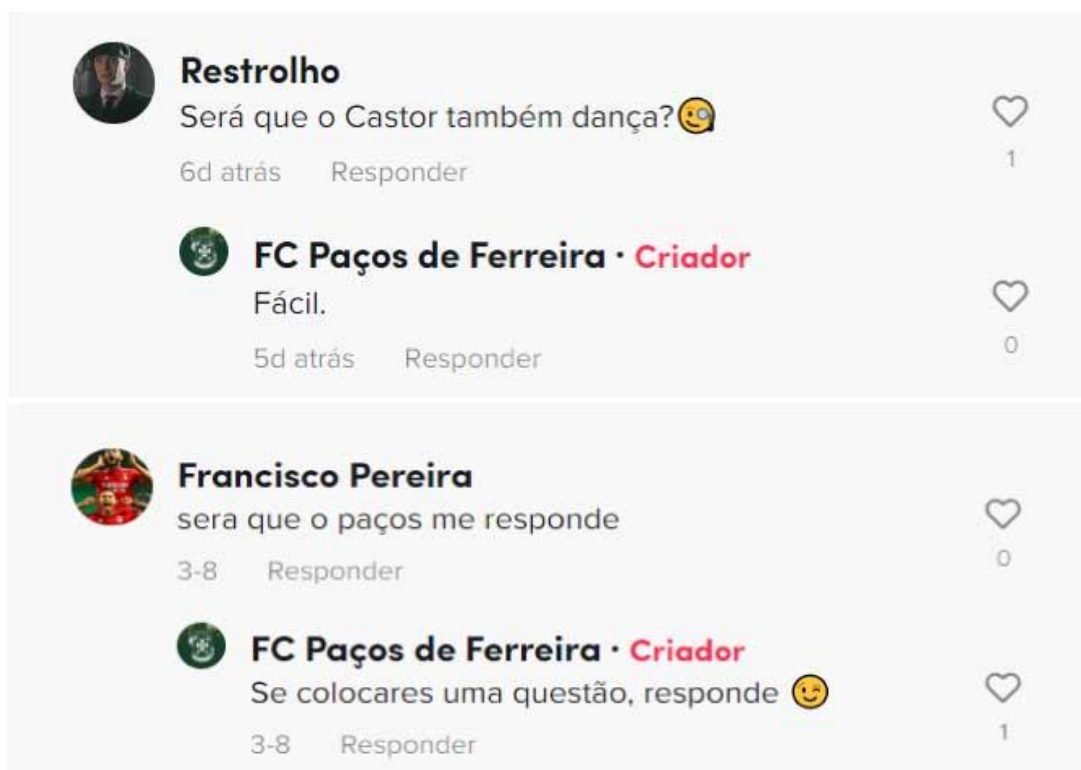 Restrolho
Será que o Castor também dança?🧐
1
6d atrás Responder
FC Paços de Ferreira · Criador
Fácil.
0
5d atrás Responder
Francisco Pereira
sera que o paços me responde
0
3-8 Responder
FC Paços de Ferreira · Criador
Se colocares uma questão, responde 😉
1
3-8 Responder